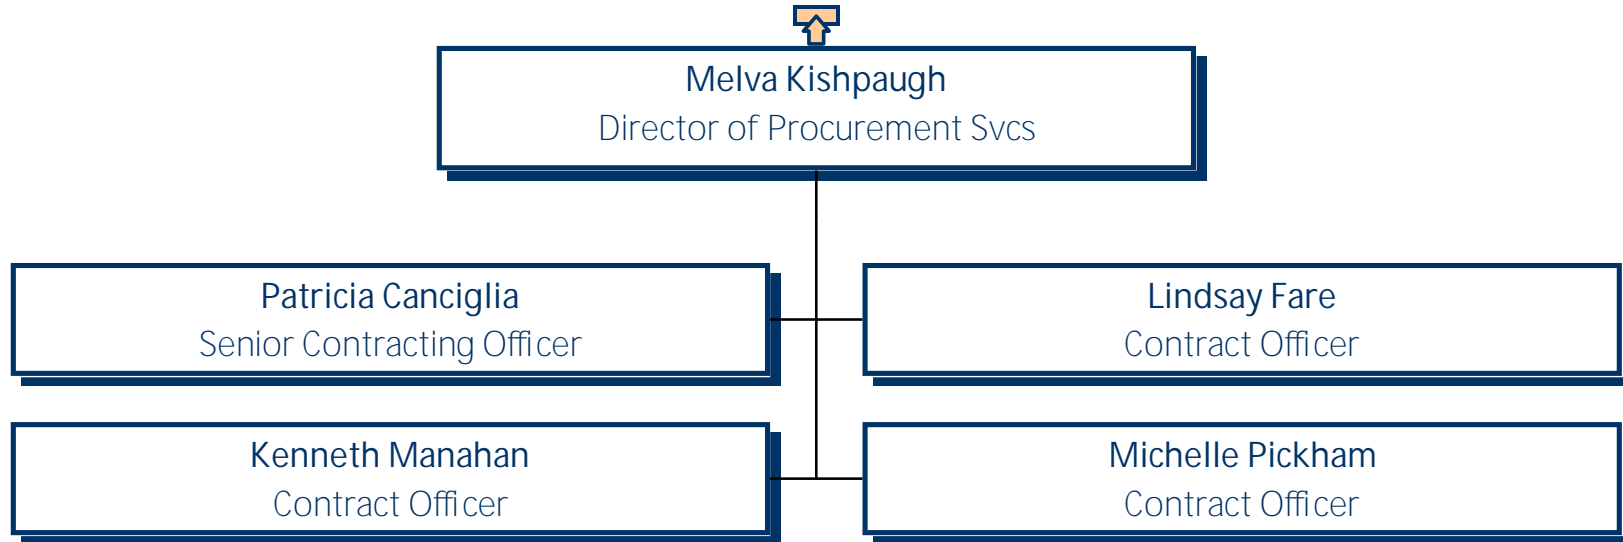 Melva Kishpaugh
Director of Procurement Svcs
Patricia Canciglia
Senior Contracting Officer
Lindsay Fare
Contract Officer
Kenneth Manahan
Contract Officer
Michelle Pickham
Contract Officer